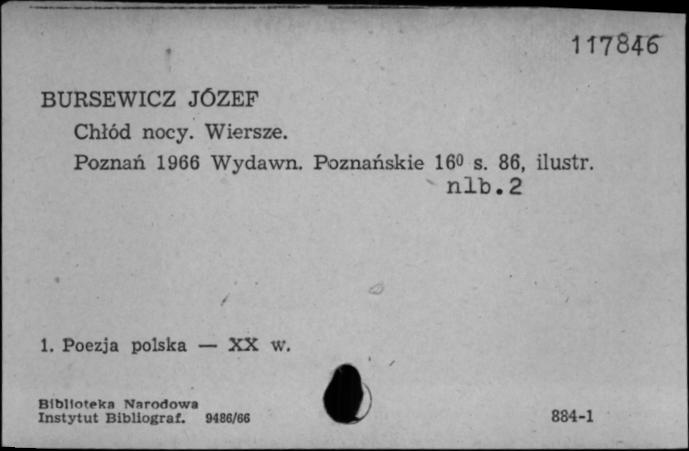 117846
BURSEWICZ JÓZEF
Chłód nocy. Wiersze.
Poznań 1966 Wydawn. Poznańskie 16⁰ s. 86, ilustr.
nlb.2
1. Poezja polska — XX w.
Biblioteka Narodowa
Instytut Bibliograf. 9486/66
884-1